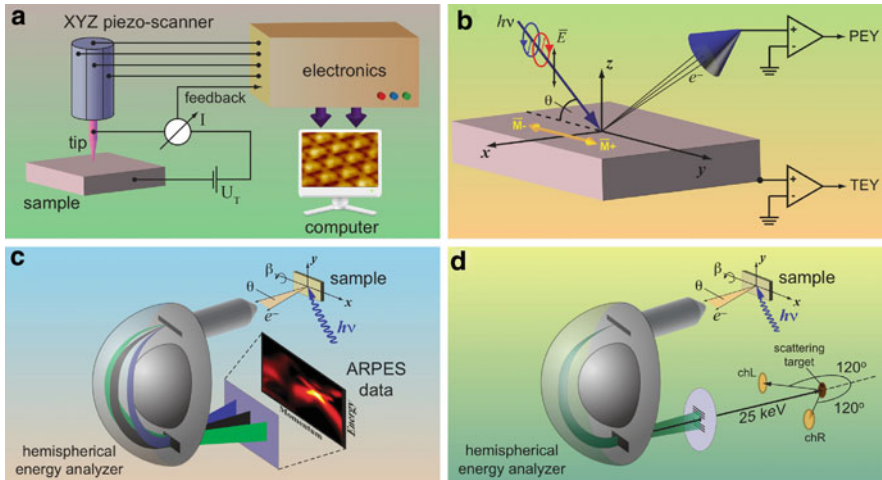 a
XYZ piezo-scanner
electronics
feedback
I
tip
sample
U_T
computer
b
hν
E̅
z
e⁻
θ
M̅-
M̅+
x
y
+
-
PEY
+
-
TEY
c
y
β
sample
θ
x
e⁻
hν
ARPES
data
Energy
Momentum
hemispherical
energy analyzer
d
y
β
sample
θ
x
e⁻
hν
scattering
target
120°
chL
25 keV
120°
chR
hemispherical
energy analyzer